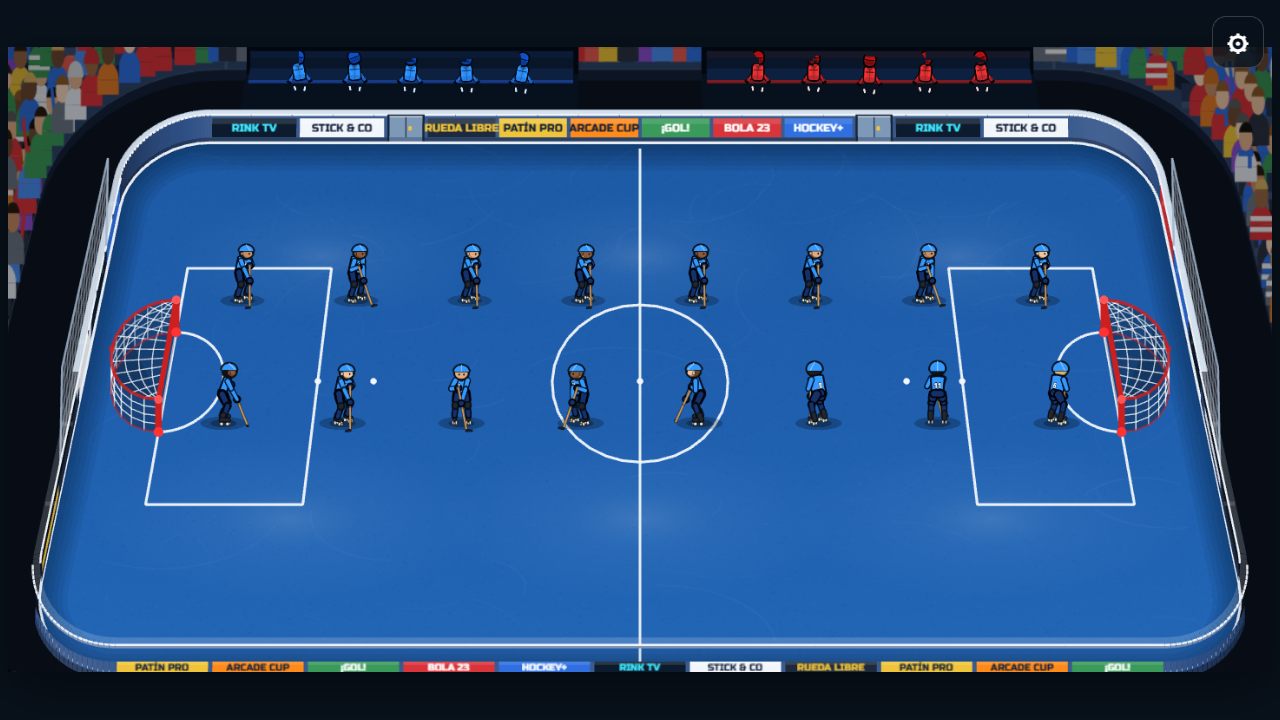 RINK TV STICK & CO RUEDA LIBRE PATÍN PRO ARCADE CUP ¡GOL! BOLA 23 HOCKEY+ RINK TV STICK & CO
11
PATÍN PRO ARCADE CUP ¡GOL! BOLA 23 HOCKEY+ RINK TV STICK & CO RUEDA LIBRE PATÍN PRO ARCADE CUP ¡GOL!